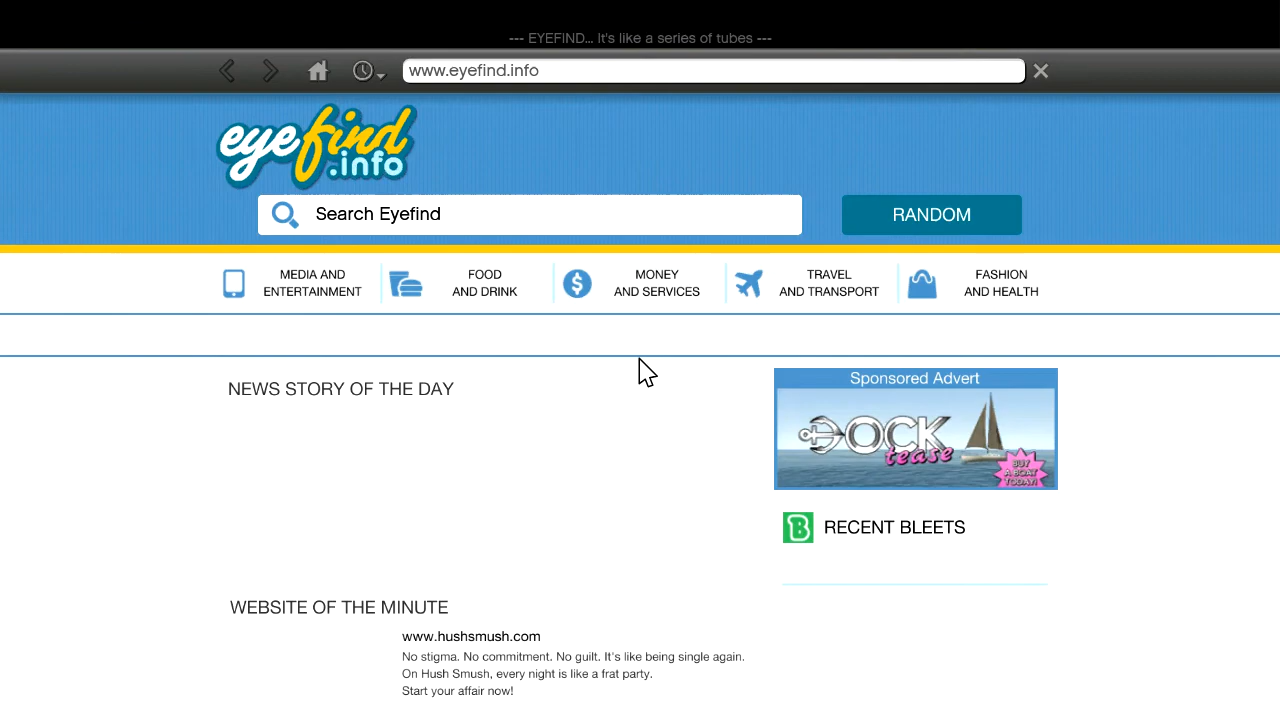 --- EYEFIND... It's like a series of tubes ---
www.eyefind.info
eyefind
.info
Search Eyefind
RANDOM
MEDIA AND
ENTERTAINMENT
FOOD
AND DRINK
MONEY
AND SERVICES
TRAVEL
AND TRANSPORT
FASHION
AND HEALTH
NEWS STORY OF THE DAY
Sponsored Advert
DOCK
tease
BUY
A BOAT
TODAY!
B
RECENT BLEETS
WEBSITE OF THE MINUTE
www.hushsmush.com
No stigma. No commitment. No guilt. It's like being single again.
On Hush Smush, every night is like a frat party.
Start your affair now!